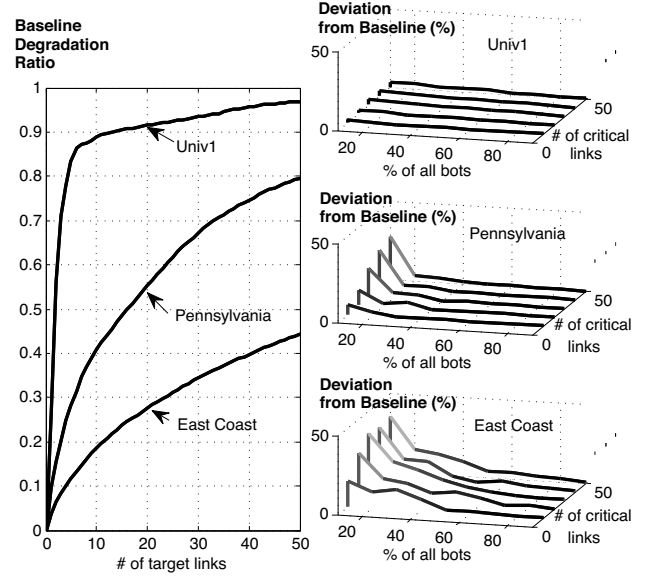 Baseline
Degradation
Ratio
1
0.9
0.8
0.7
0.6
0.5
0.4
0.3
0.2
0.1
0
0 10 20 30 40 50
# of target links
Univ1
Pennsylvania
East Coast
Deviation
from Baseline (%)
Univ1
50
0
20 40 60 80
% of all bots
0
50
# of critical
links
Deviation
from Baseline (%)
Pennsylvania
50
0
20 40 60 80
% of all bots
0
50
# of critical
links
Deviation
from Baseline (%)
East Coast
50
0
20 40 60 80
% of all bots
0
50
# of critical
links